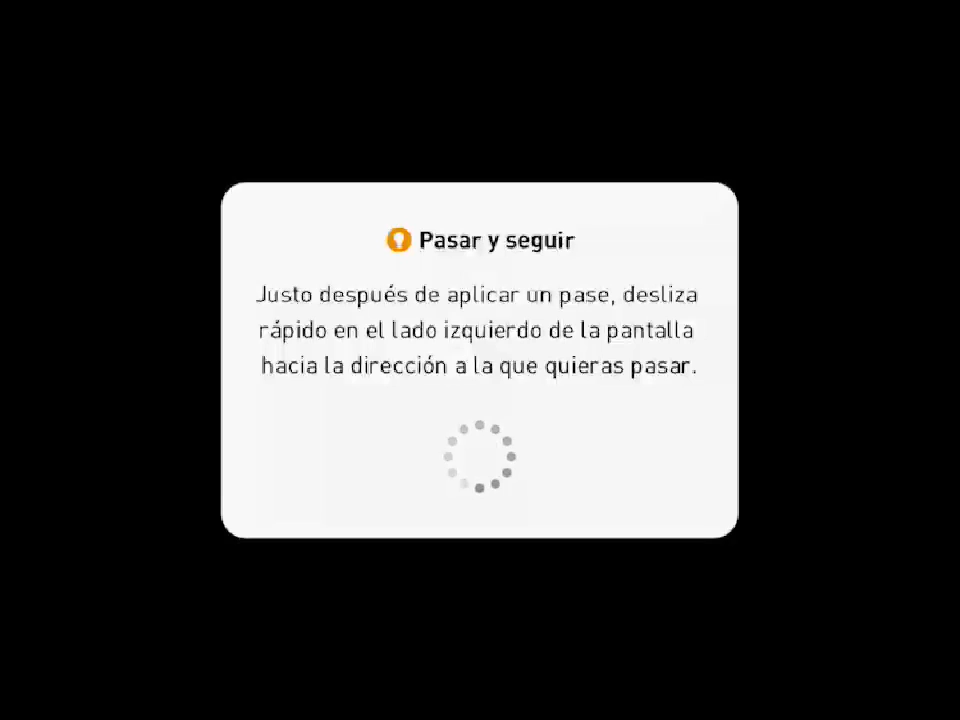 Pasar y seguir
Justo después de aplicar un pase, desliza
rápido en el lado izquierdo de la pantalla
hacia la dirección a la que quieras pasar.